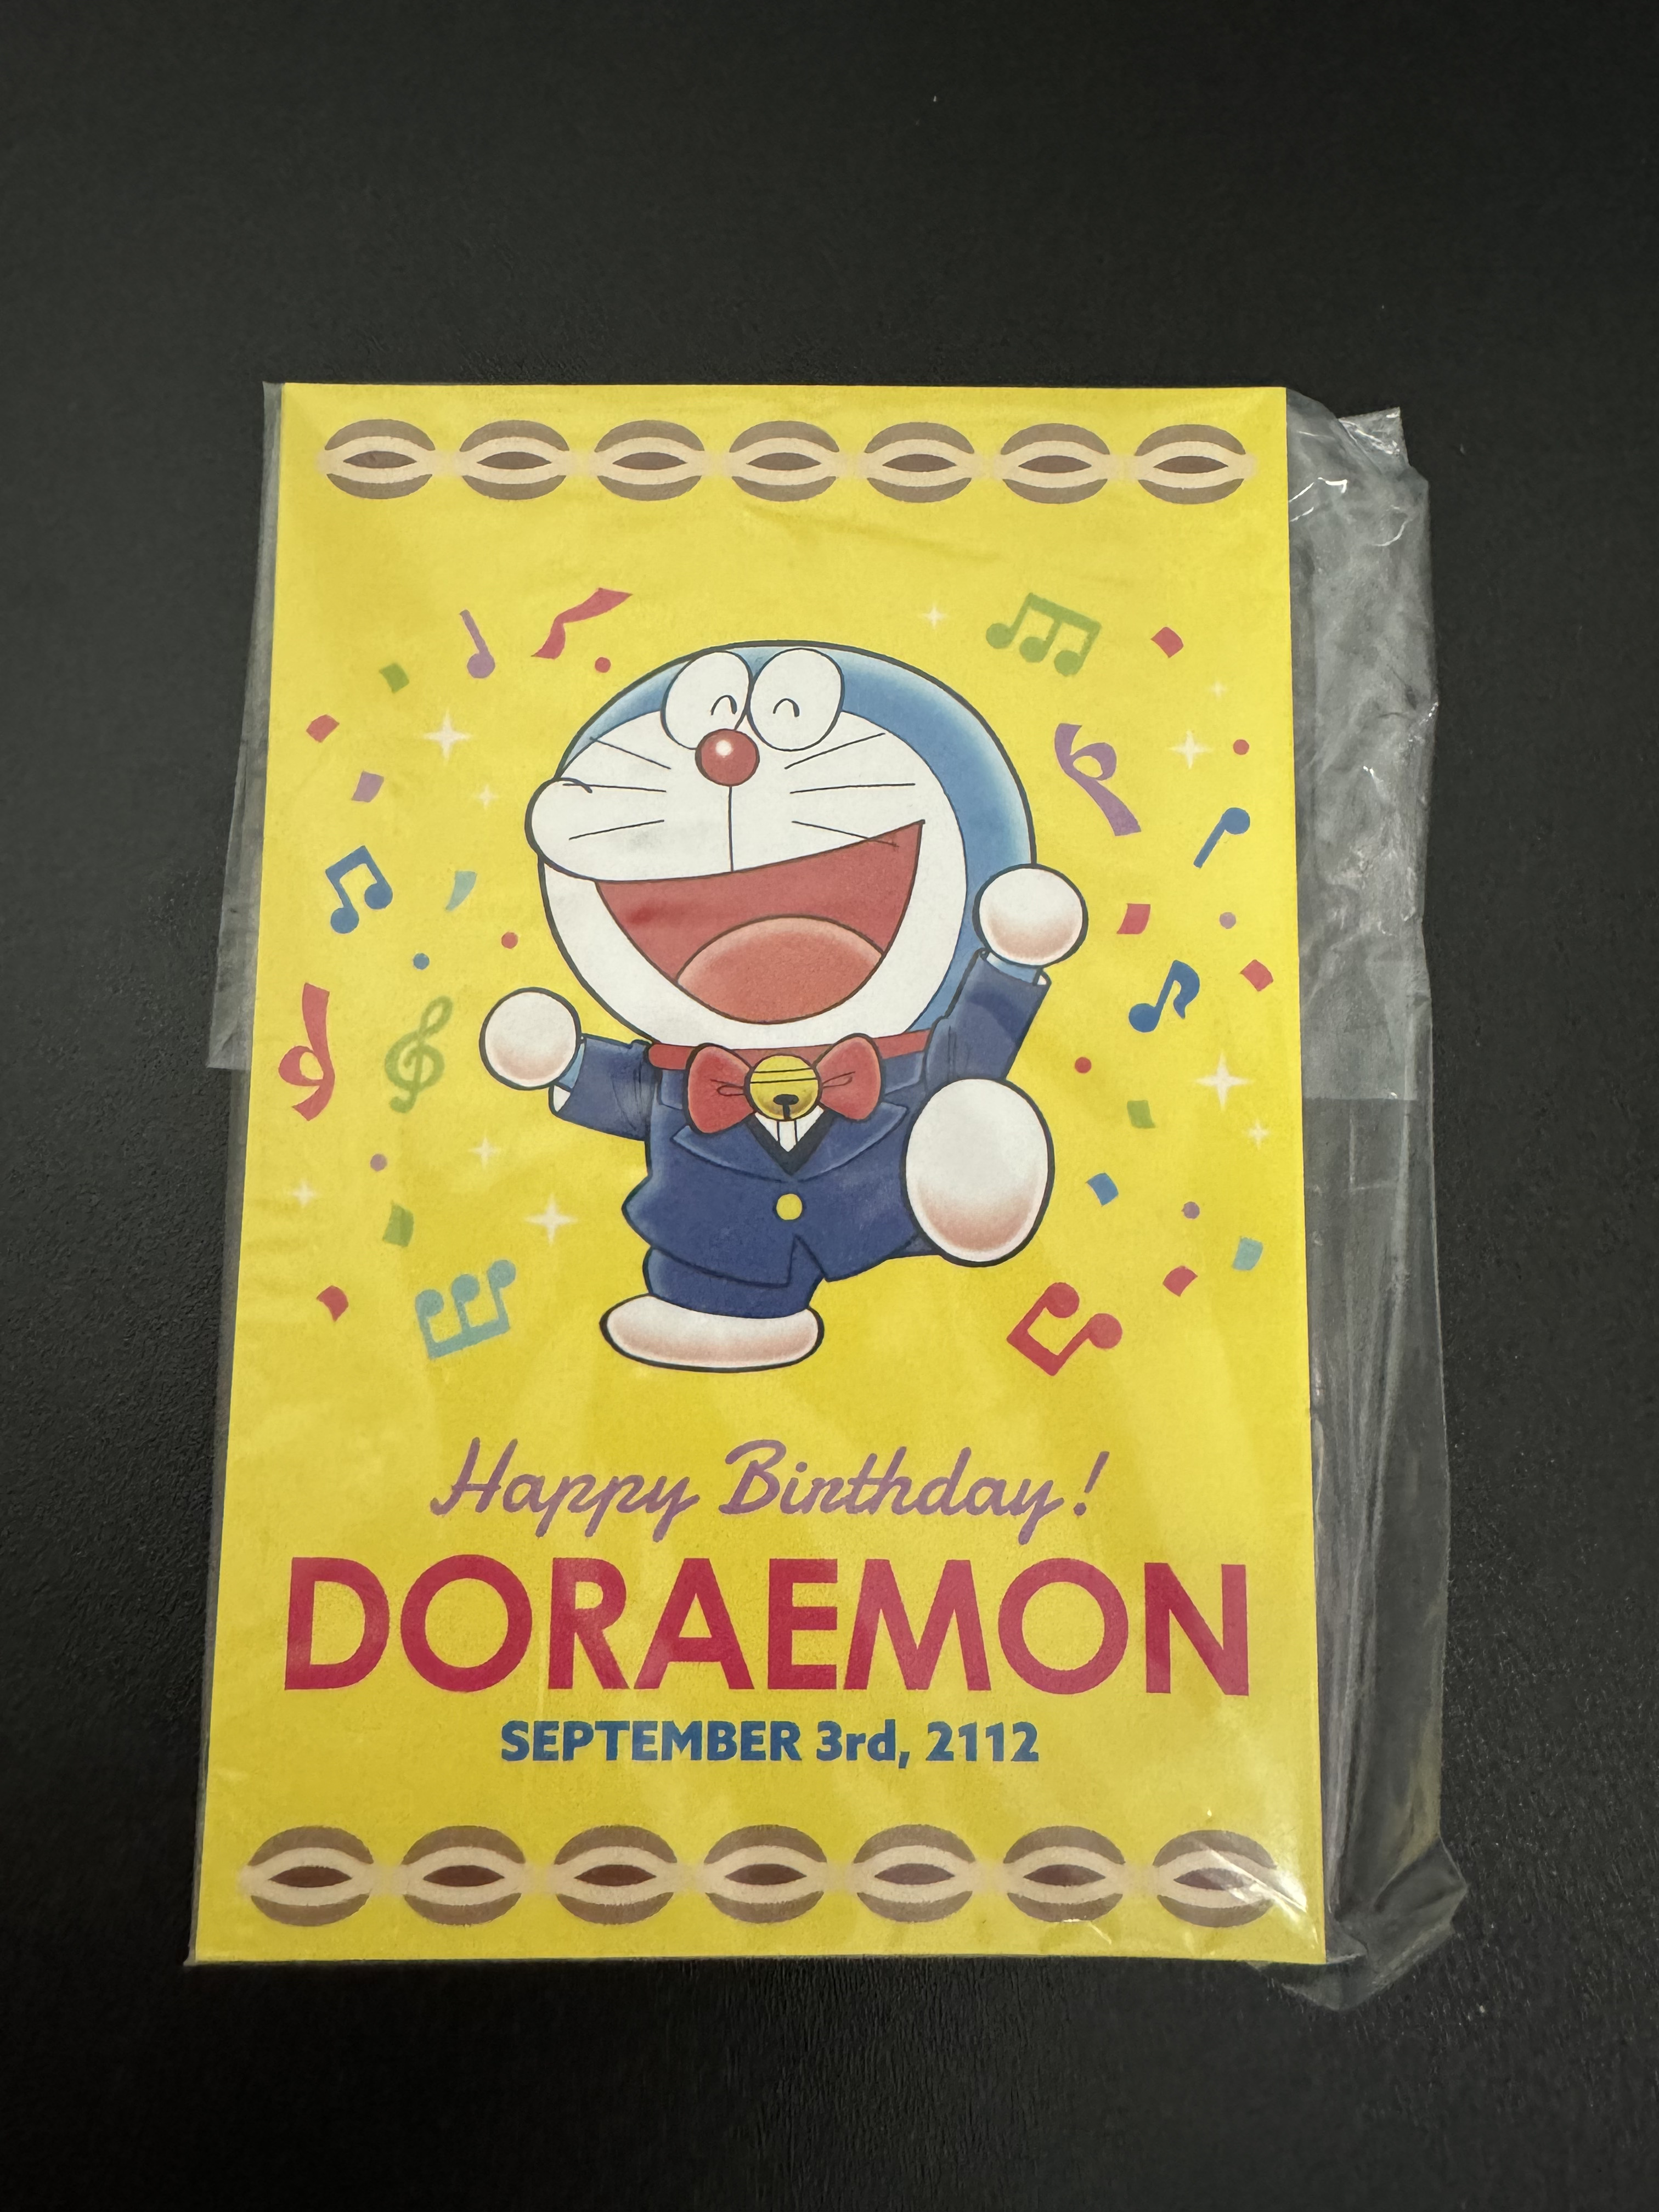 Happy Birthday!
DORAEMON
SEPTEMBER 3rd, 2112